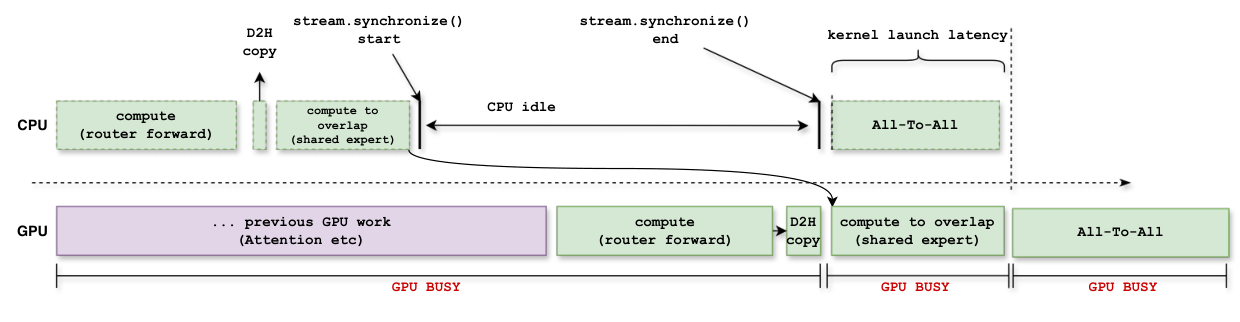 stream.synchronize()
start
stream.synchronize()
end
D2H
copy
kernel launch latency
CPU
compute
(router forward)
compute to
overlap
(shared expert)
CPU idle
All-To-All
GPU
... previous GPU work
(Attention etc)
compute
(router forward)
D2H
copy
compute to overlap
(shared expert)
All-To-All
GPU BUSY
GPU BUSY
GPU BUSY